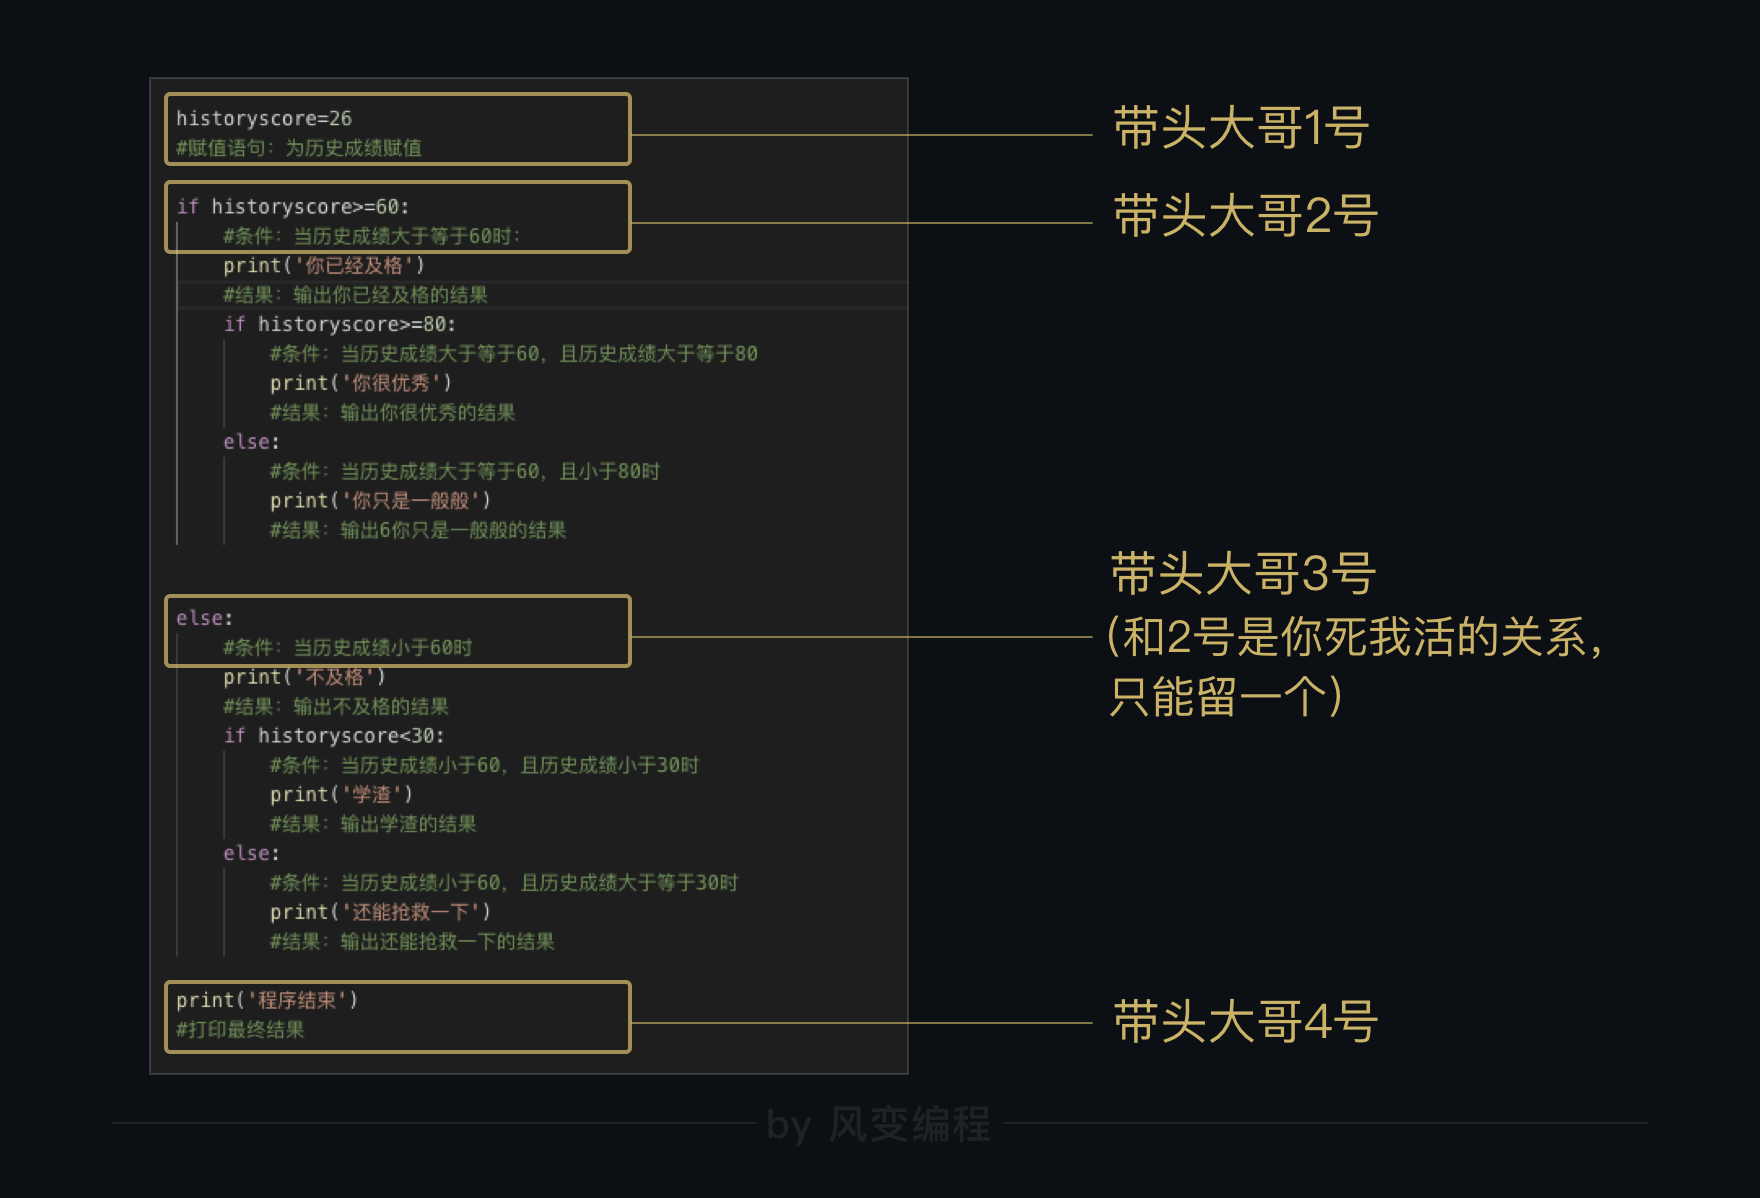 historyscore=26
#赋值语句：为历史成绩赋值
带头大哥1号
if historyscore>=60:
#条件：当历史成绩大于等于60时：
带头大哥2号
print('你已经及格')
#结果：输出你已经及格的结果
if historyscore>=80:
#条件：当历史成绩大于等于60，且历史成绩大于等于80
print('你很优秀')
#结果：输出你很优秀的结果
else:
#条件：当历史成绩大于等于60，且小于80时
print('你只是一般般')
#结果：输出6你只是一般般的结果
else:
#条件：当历史成绩小于60时
带头大哥3号
(和2号是你死我活的关系，
只能留一个)
print('不及格')
#结果：输出不及格的结果
if historyscore<30:
#条件：当历史成绩小于60，且历史成绩小于30时
print('学渣')
#结果：输出学渣的结果
else:
#条件：当历史成绩小于60，且历史成绩大于等于30时
print('还能抢救一下')
#结果：输出还能抢救一下的结果
print('程序结束')
#打印最终结果
带头大哥4号
by 风变编程